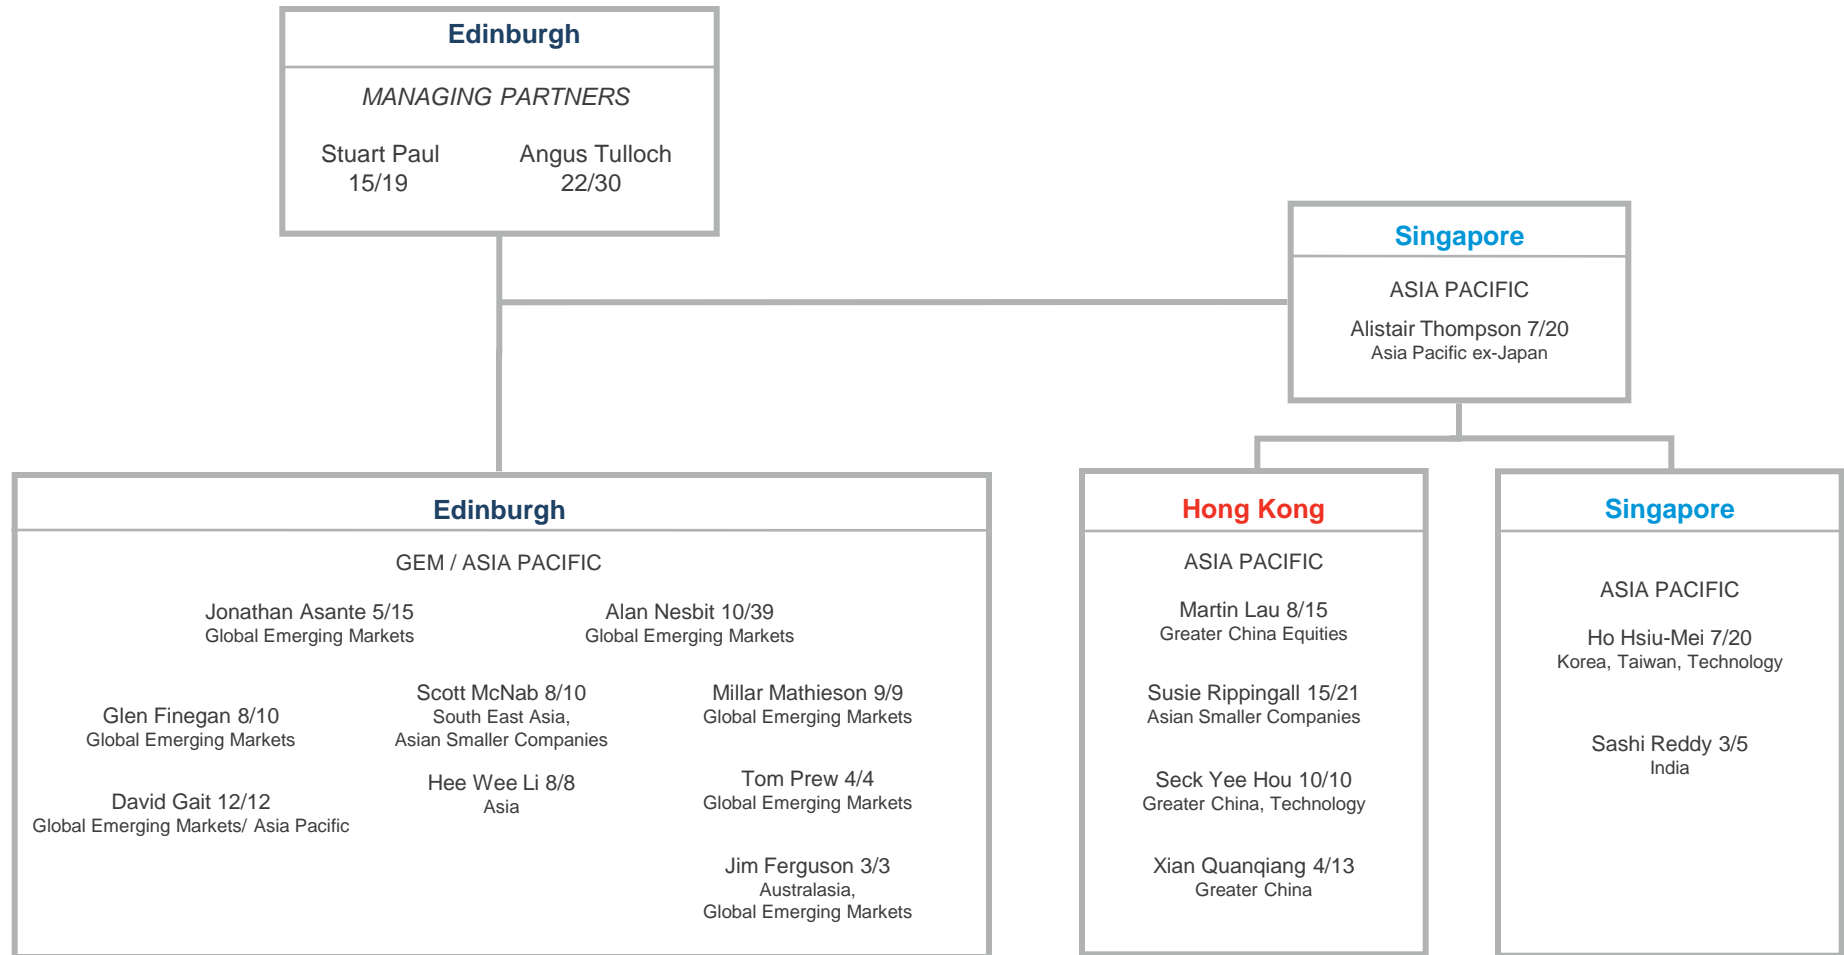 Edinburgh
MANAGING PARTNERS
Stuart Paul
15/19
Angus Tulloch
22/30
Singapore
ASIA PACIFIC
Alistair Thompson 7/20
Asia Pacific ex-Japan
Edinburgh
GEM / ASIA PACIFIC
Jonathan Asante 5/15
Global Emerging Markets
Alan Nesbit 10/39
Global Emerging Markets
Glen Finegan 8/10
Global Emerging Markets
David Gait 12/12
Global Emerging Markets/ Asia Pacific
Scott McNab 8/10
South East Asia,
Asian Smaller Companies
Hee Wee Li 8/8
Asia
Millar Mathieson 9/9
Global Emerging Markets
Tom Prew 4/4
Global Emerging Markets
Jim Ferguson 3/3
Australasia,
Global Emerging Markets
Hong Kong
ASIA PACIFIC
Martin Lau 8/15
Greater China Equities
Susie Rippingall 15/21
Asian Smaller Companies
Seck Yee Hou 10/10
Greater China, Technology
Xian Quanqiang 4/13
Greater China
Singapore
ASIA PACIFIC
Ho Hsiu-Mei 7/20
Korea, Taiwan, Technology
Sashi Reddy 3/5
India